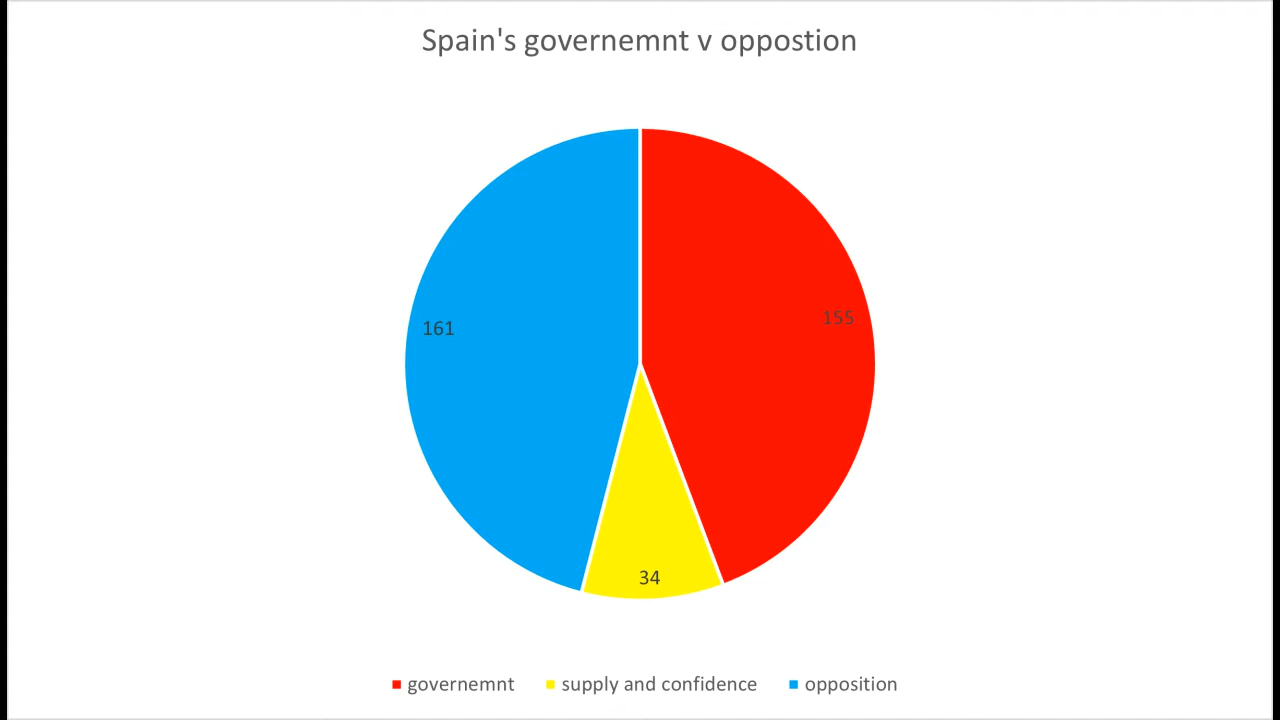 Spain's governemnt v oppostion
155
161
34
governemnt supply and confidence opposition